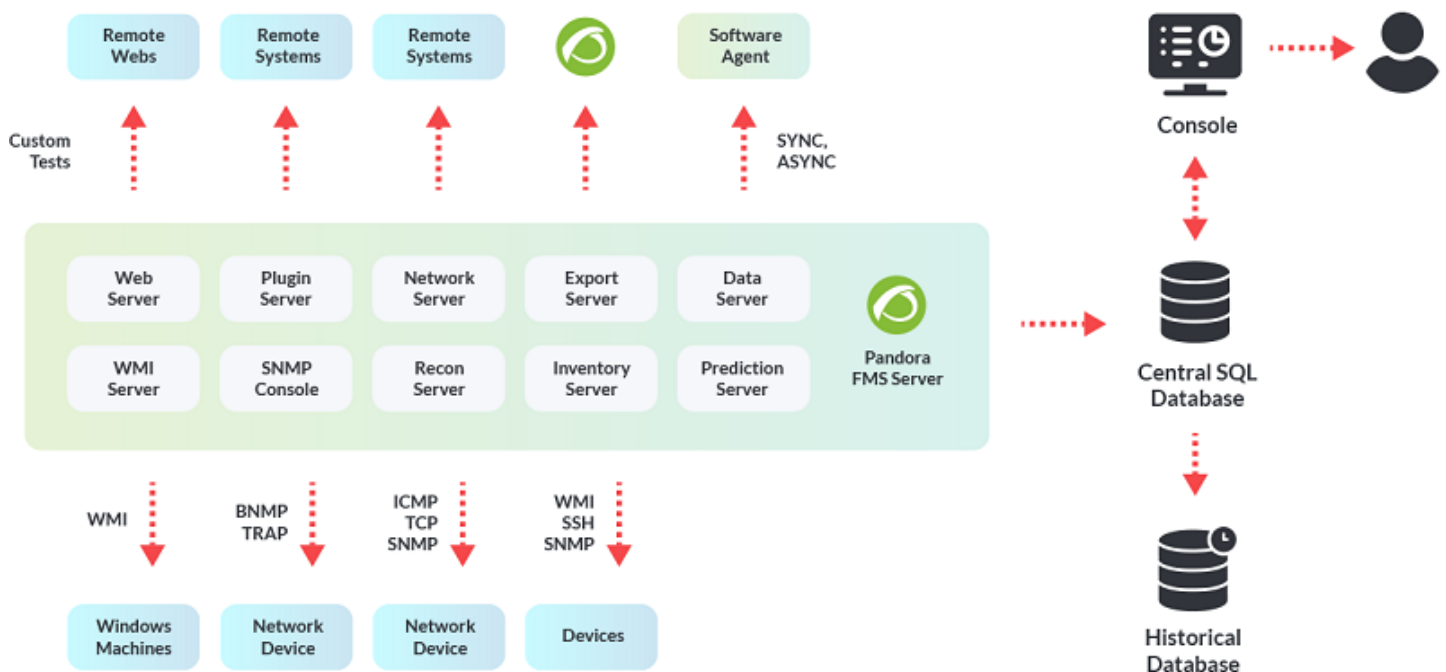 Remote
Webs
Remote
Systems
Remote
Systems
Software
Agent
Custom
Tests
SYNC,
ASYNC
Console
Web
Server
Plugin
Server
Network
Server
Export
Server
Data
Server
WMI
Server
SNMP
Console
Recon
Server
Inventory
Server
Prediction
Server
Pandora
FMS Server
Central SQL
Database
WMI
BNMP
TRAP
ICMP
TCP
SNMP
WMI
SSH
SNMP
Windows
Machines
Network
Device
Network
Device
Devices
Historical
Database